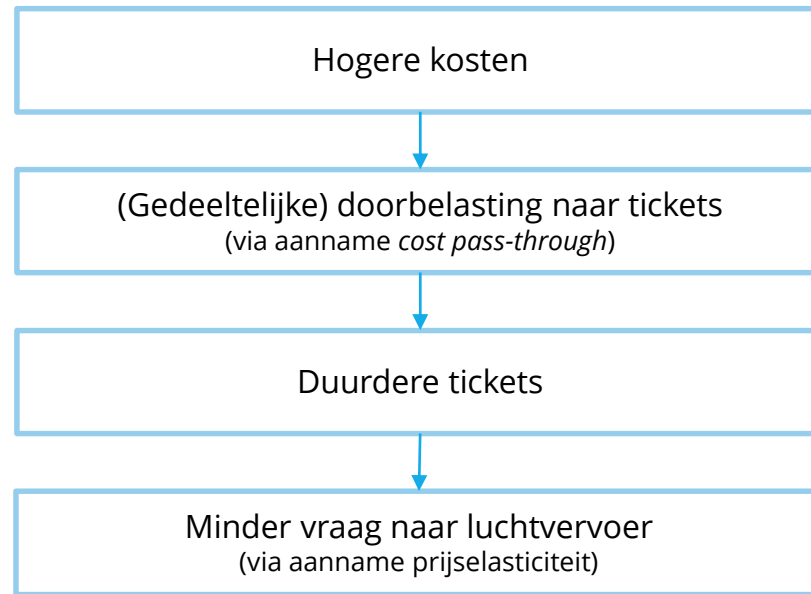 Hogere kosten
(Gedeeltelijke) doorbelasting naar tickets
(via aanname cost pass-through)
Duurdere tickets
Minder vraag naar luchtvervoer
(via aanname prijselasticiteit)